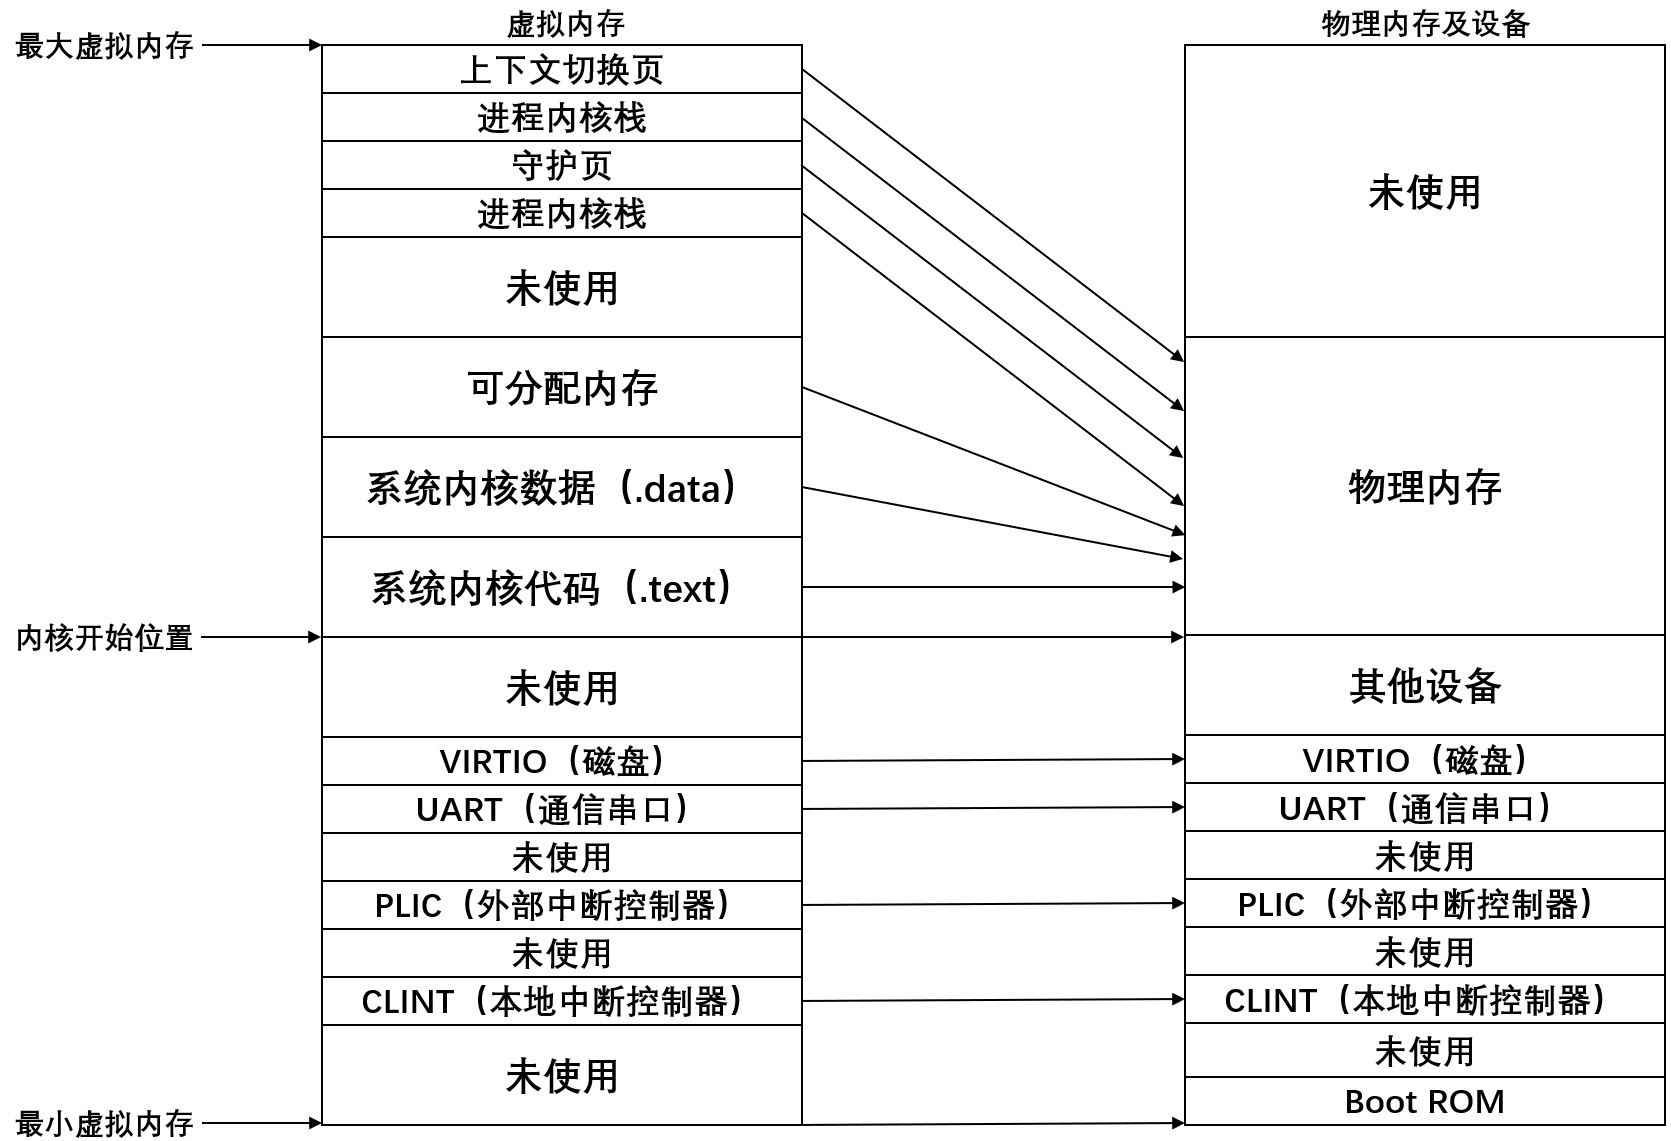 虚拟内存
物理内存及设备
最大虚拟内存
上下文切换页
进程内核栈
守护页
进程内核栈
未使用
可分配内存
系统内核数据（.data）
系统内核代码（.text）
内核开始位置
未使用
VIRTIO（磁盘）
UART（通信串口）
未使用
PLIC（外部中断控制器）
未使用
CLINT（本地中断控制器）
未使用
最小虚拟内存
未使用
物理内存
其他设备
VIRTIO（磁盘）
UART（通信串口）
未使用
PLIC（外部中断控制器）
未使用
CLINT（本地中断控制器）
未使用
Boot ROM